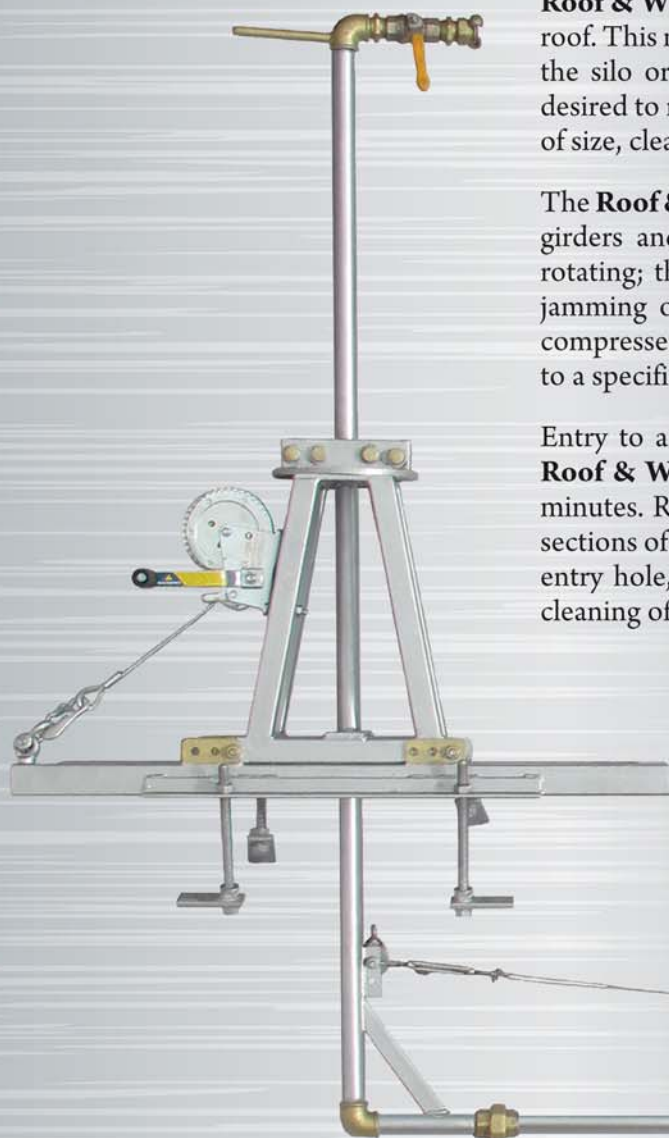 Roof & W
roof. This
the silo or
desired to
of size, clea
The Roof &
girders and
rotating; th
jamming o
compresse
to a specifi
Entry to a
Roof & W
minutes. R
sections of
entry hole,
cleaning of